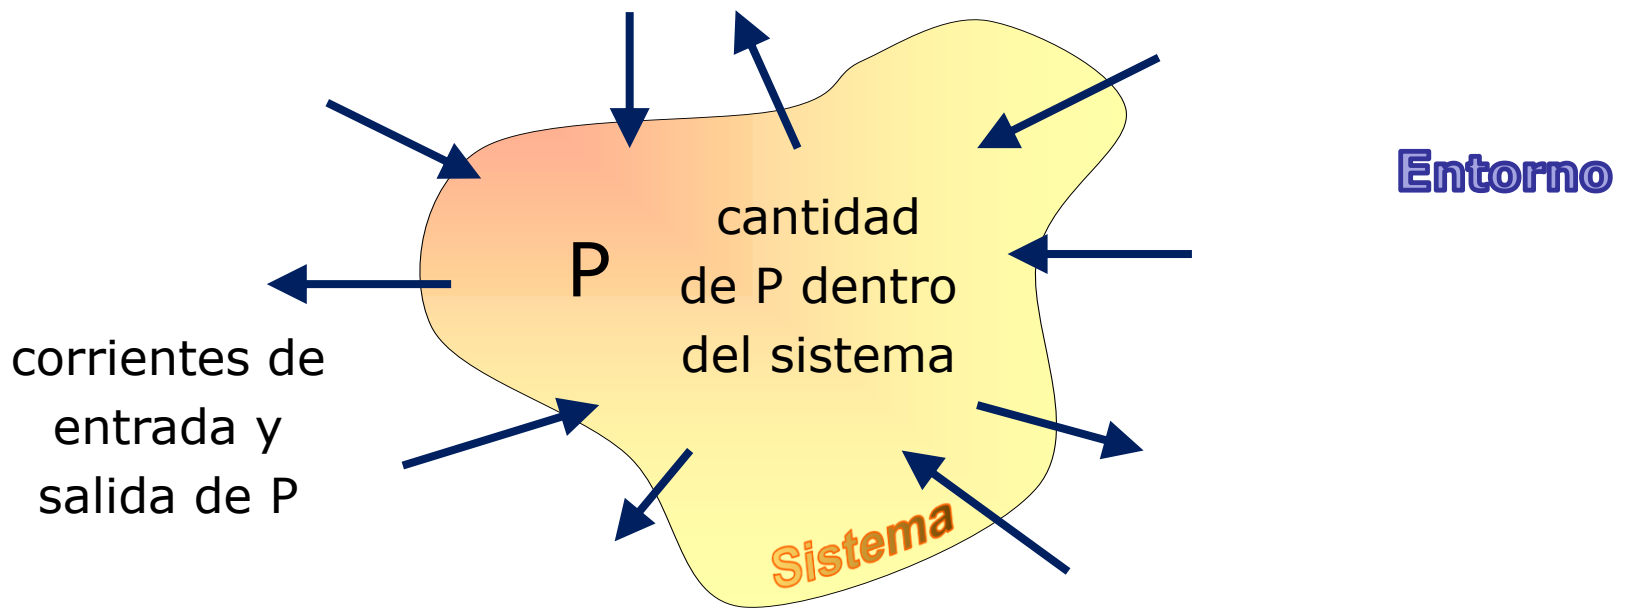 Entorno
P
cantidad
de P dentro
del sistema
corrientes de
entrada y
salida de P
Sistema